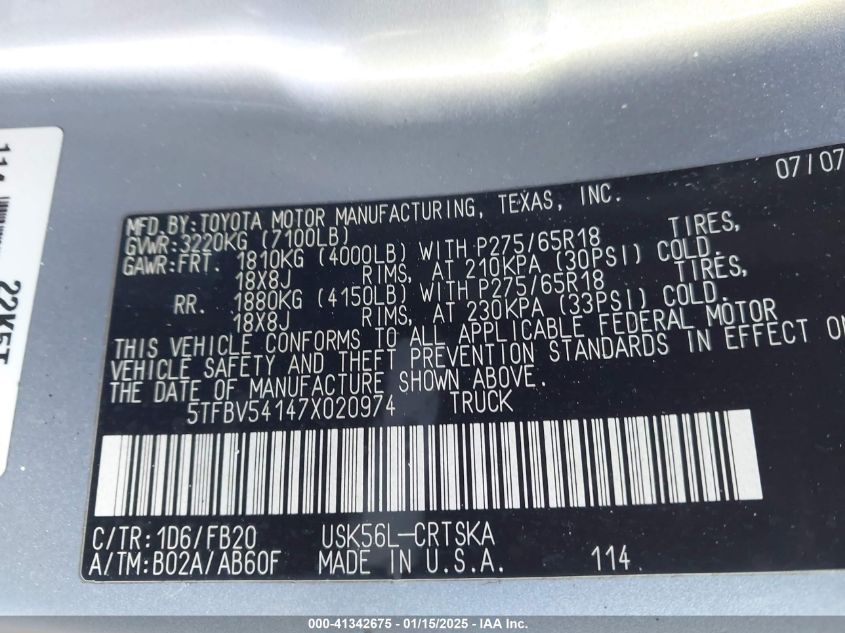 07/07
MFD.BY:TOYOTA MOTOR MANUFACTURING, TEXAS, INC.
GVWR:3220KG (7100LB)
GAWR:FRT. 1810KG (4000LB) WITH P275/65R18 TIRES,
18X8J RIMS, AT 210KPA (30PSI) COLD.
RR. 1880KG (4150LB) WITH P275/65R18 TIRES,
18X8J RIMS, AT 230KPA (33PSI) COLD.
THIS VEHICLE CONFORMS TO ALL APPLICABLE FEDERAL MOTOR
VEHICLE SAFETY AND THEFT PREVENTION STANDARDS IN EFFECT ON
THE DATE OF MANUFACTURE SHOWN ABOVE.
5TFBV54147X020974 TRUCK
C/TR:1D6/FB20 USK56L-CRTSKA
A/TM:B02A/AB60F MADE IN U.S.A. 114
114
22K5T
000-41342675 - 01/15/2025 - IAA Inc.